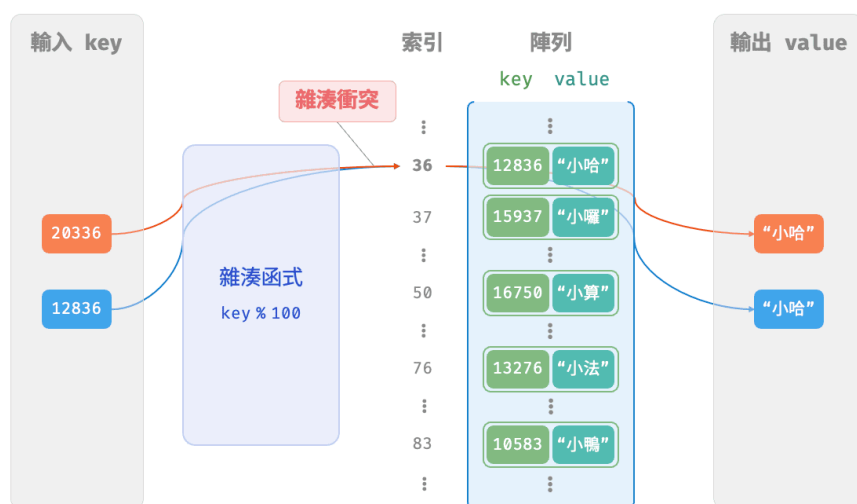 輸入 key
索引
陣列
輸出 value
key value
雜湊衝突
36
12836 “小哈”
37
15937 “小囉”
20336
“小哈”
雜湊函式
key % 100
50
16750 “小算”
12836
“小哈”
76
13276 “小法”
83
10583 “小鴨”